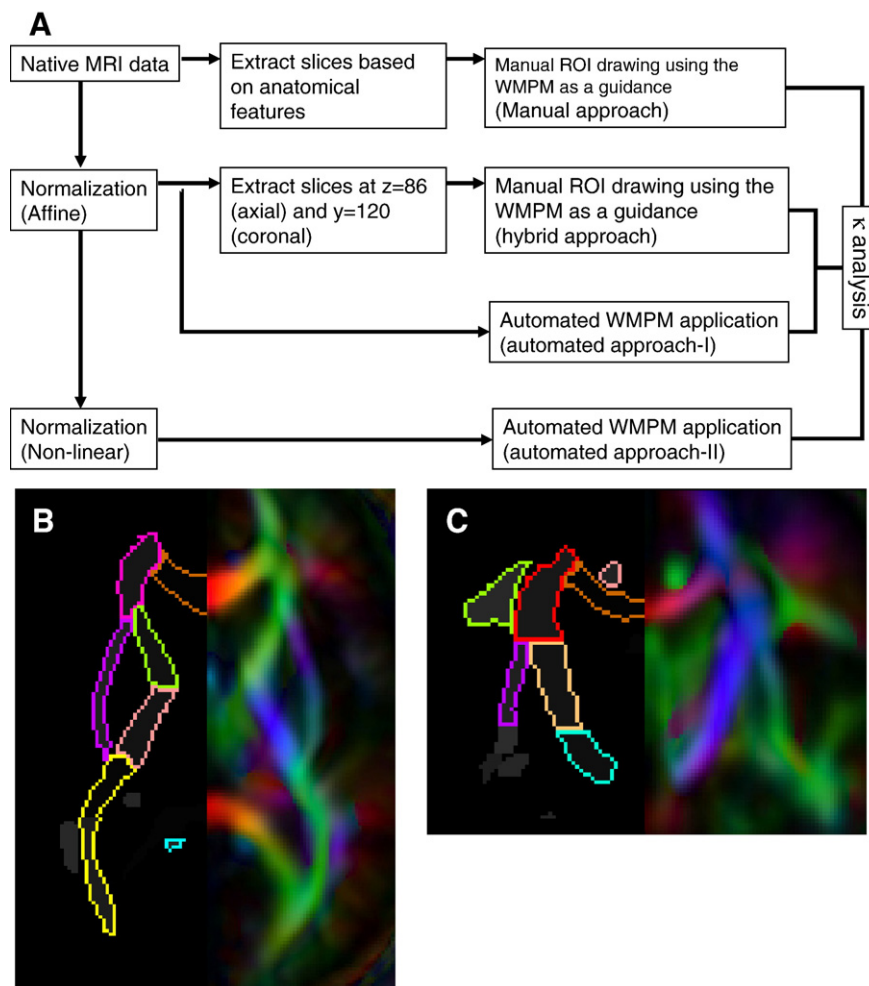 A
Native MRI data
Extract slices based
on anatomical
features
Manual ROI drawing using the
WMPM as a guidance
(Manual approach)
Normalization
(Affine)
Extract slices at z=86
(axial) and y=120
(coronal)
Manual ROI drawing using the
WMPM as a guidance
(hybrid approach)
κ analysis
Automated WMPM application
(automated approach-I)
Normalization
(Non-linear)
Automated WMPM application
(automated approach-II)
B
C